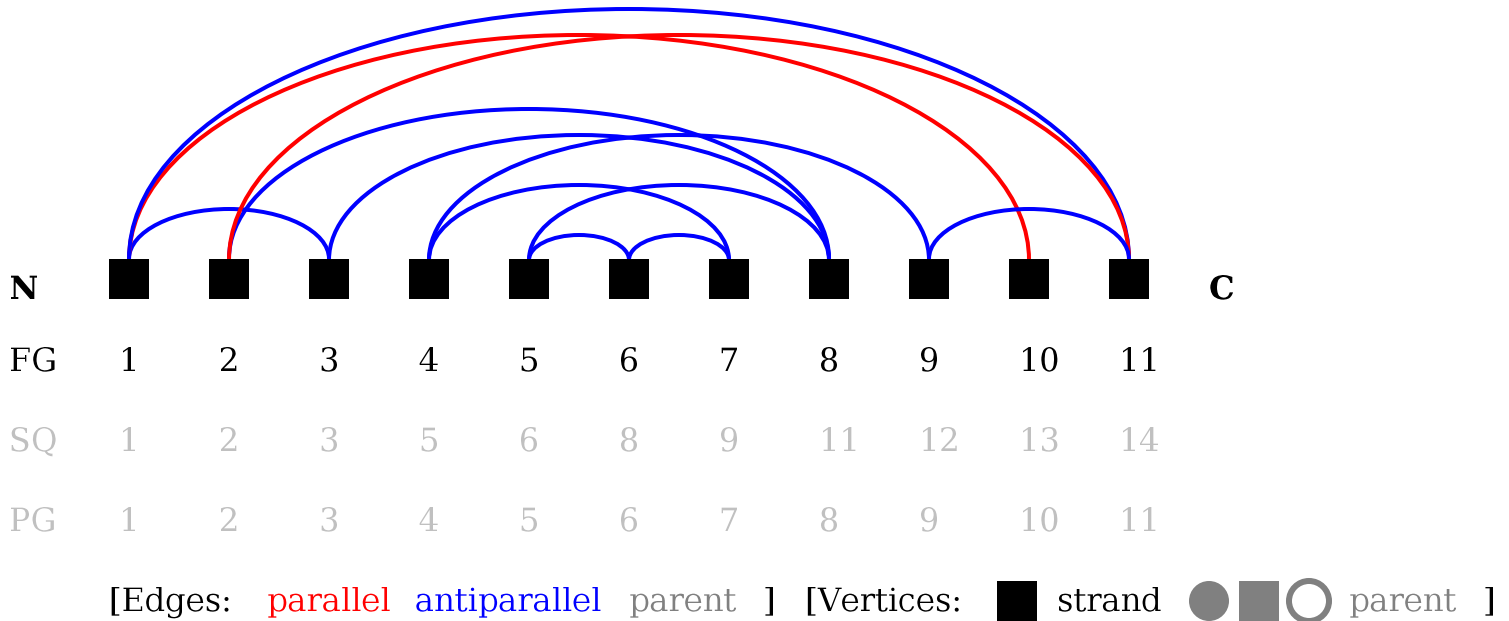 N C
FG 1 2 3 4 5 6 7 8 9 10 11
SQ 1 2 3 5 6 8 9 11 12 13 14
PG 1 2 3 4 5 6 7 8 9 10 11
[Edges: parallel antiparallel parent ] [Vertices: strand parent ]